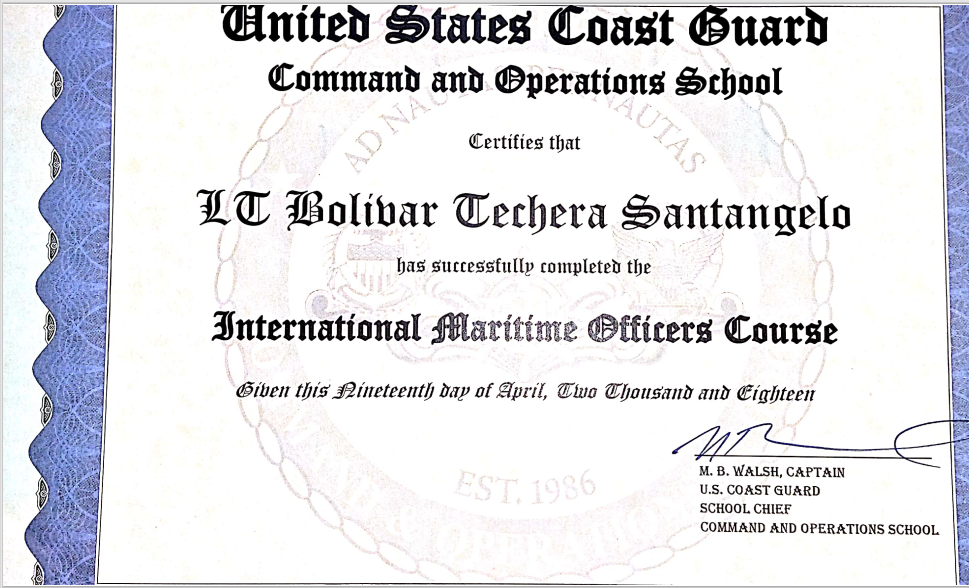 United States Coast Guard
Command and Operations School
AD NAUTAS PER NAUTAS
Certifies that
LT Bolivar Techera Santangelo
has successfully completed the
International Maritime Officers Course
Given this Nineteenth day of April, Two Thousand and Eighteen
EST. 1986
M. B. WALSH, CAPTAIN
U.S. COAST GUARD
SCHOOL CHIEF
COMMAND AND OPERATIONS SCHOOL